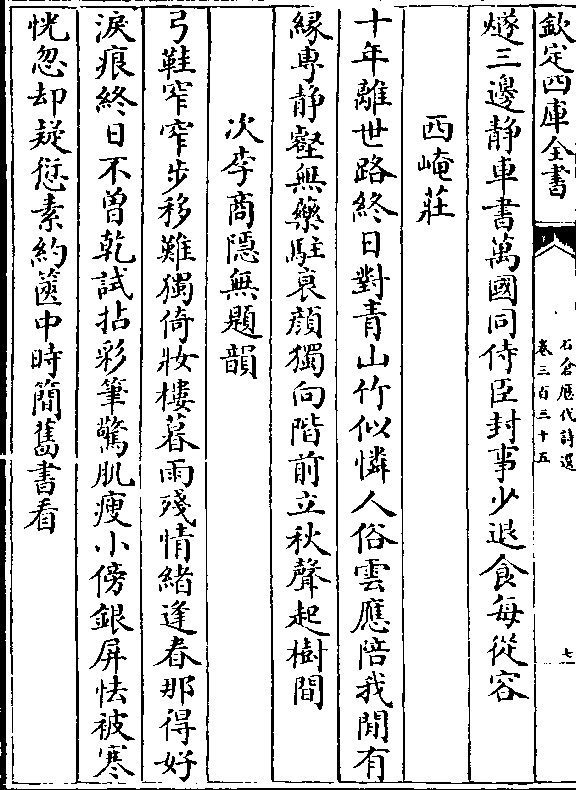 欽定四庫全書
石倉歷代詩選
卷三百三十五
七
燧三邊静車書萬國同侍臣封事少退食每從容
西崦莊
十年離世路終日對青山竹似憐人俗雲應陪我閒有
緣專静壑無藥駐衰顔獨向階前立秋聲起樹間
次李商隱無題韻
弓鞋窄窄步移難獨倚妝樓暮雨殘情緒逢春那得好
淚痕終日不曾乾試拈彩筆驚肌瘦小傍銀屏怯被寒
恍忽却疑愆素約篋中時簡舊書看